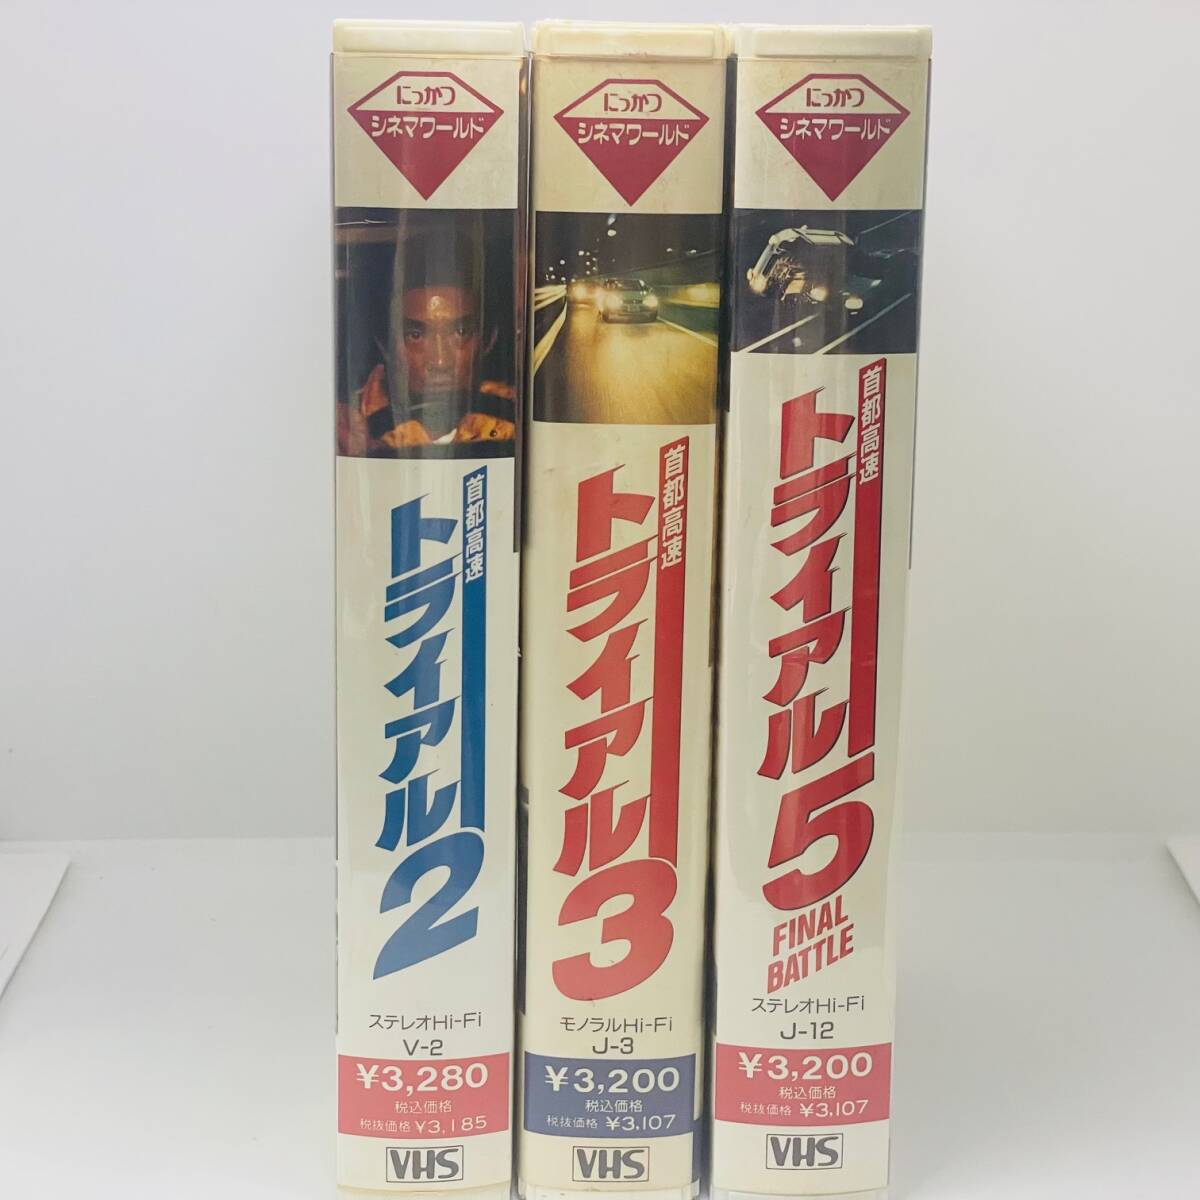 にっかつ
シネマワールド
首都高速
トライアル
2
ステレオHi-Fi
V-2
¥3,280
税込価格
税抜価格 ¥3,185
VHS
にっかつ
シネマワールド
首都高速
トライアル
3
モノラルHi-Fi
J-3
¥3,200
税込価格
税抜価格 ¥3,107
VHS
にっかつ
シネマワールド
首都高速
トライアル
5
FINAL
BATTLE
ステレオHi-Fi
J-12
¥3,200
税込価格
税抜価格 ¥3,107
VHS